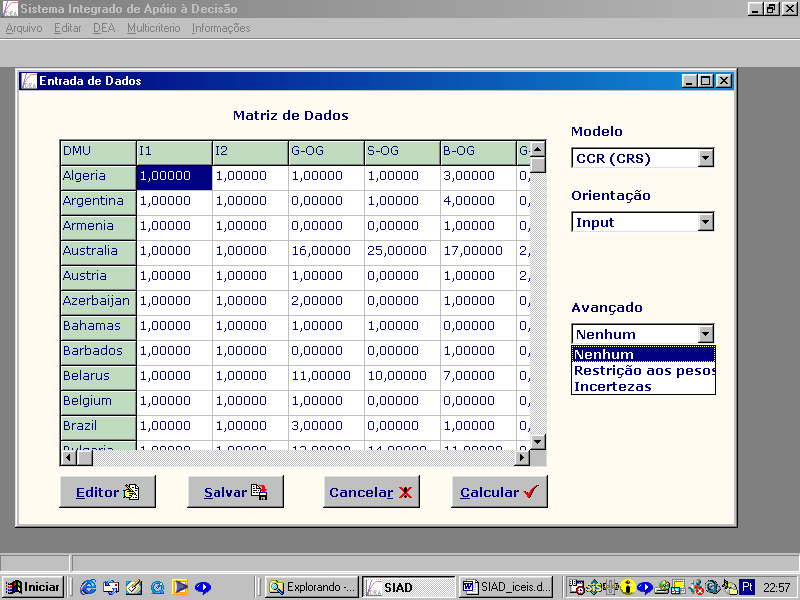 Sistema Integrado de Apóio à Decisão
Arquivo Editar DEA Multicriterio Informações
Entrada de Dados
Matriz de Dados
DMU I1 I2 G-OG S-OG B-OG G-
Algeria 1,00000 1,00000 1,00000 1,00000 3,00000 0,
Argentina 1,00000 1,00000 0,00000 1,00000 4,00000 0,
Armenia 1,00000 1,00000 0,00000 0,00000 1,00000 0,
Australia 1,00000 1,00000 16,00000 25,00000 17,00000 2,
Austria 1,00000 1,00000 1,00000 0,00000 1,00000 2,
Azerbaijan 1,00000 1,00000 2,00000 0,00000 1,00000 0,
Bahamas 1,00000 1,00000 1,00000 1,00000 0,00000 0,
Barbados 1,00000 1,00000 0,00000 0,00000 1,00000 0,
Belarus 1,00000 1,00000 11,00000 10,00000 7,00000 0,
Belgium 1,00000 1,00000 1,00000 0,00000 0,00000 0,
Brazil 1,00000 1,00000 3,00000 0,00000 1,00000 0,
Modelo
CCR (CRS)
Orientação
Input
Avançado
Nenhum
Nenhum
Restrição aos pesos
Incertezas
Editor Salvar Cancelar Calcular
Iniciar Explorando -... SIAD SIAD_iceis.d... Pt 22:57